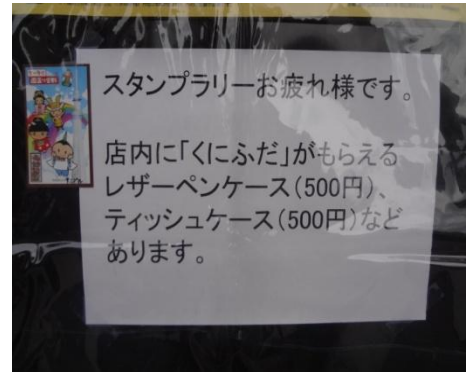 スタンプラリーお疲れ様です。
店内に「くにふだ」がもらえる
レザーペンケース(500円)、
ティッシュケース(500円)など
あります。